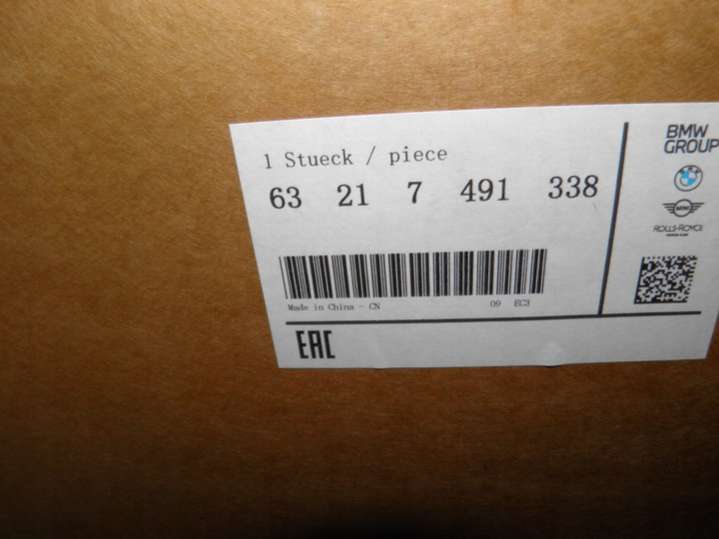 1 Stueck / piece
63 21 7 491 338
Made in China - CN 09 EC3
EAC
BMW
GROUP
MINI
ROLLS-ROYCE